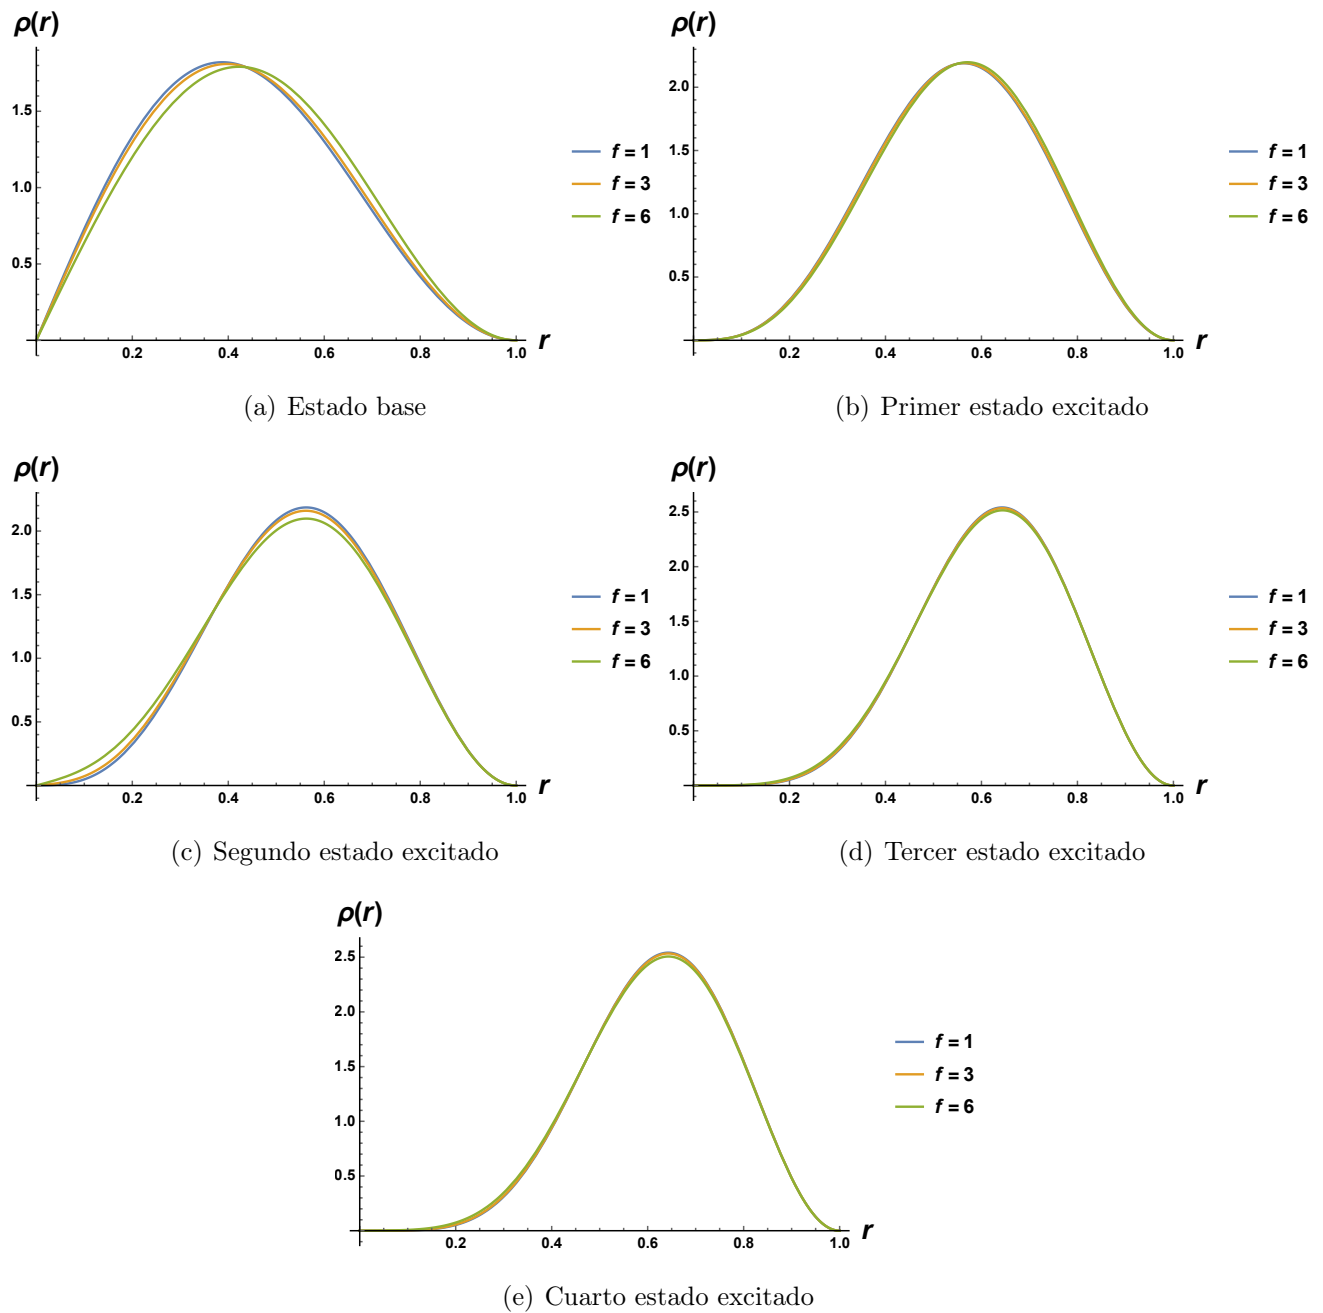 ρ(r)
1.5
1.0
0.5
0.2 0.4 0.6 0.8 1.0 r
f = 1
f = 3
f = 6
(a) Estado base
ρ(r)
2.0
1.5
1.0
0.5
0.2 0.4 0.6 0.8 1.0 r
f = 1
f = 3
f = 6
(b) Primer estado excitado
ρ(r)
2.0
1.5
1.0
0.5
0.2 0.4 0.6 0.8 1.0 r
f = 1
f = 3
f = 6
(c) Segundo estado excitado
ρ(r)
2.5
2.0
1.5
1.0
0.5
0.2 0.4 0.6 0.8 1.0 r
f = 1
f = 3
f = 6
(d) Tercer estado excitado
ρ(r)
2.5
2.0
1.5
1.0
0.5
0.2 0.4 0.6 0.8 1.0 r
f = 1
f = 3
f = 6
(e) Cuarto estado excitado